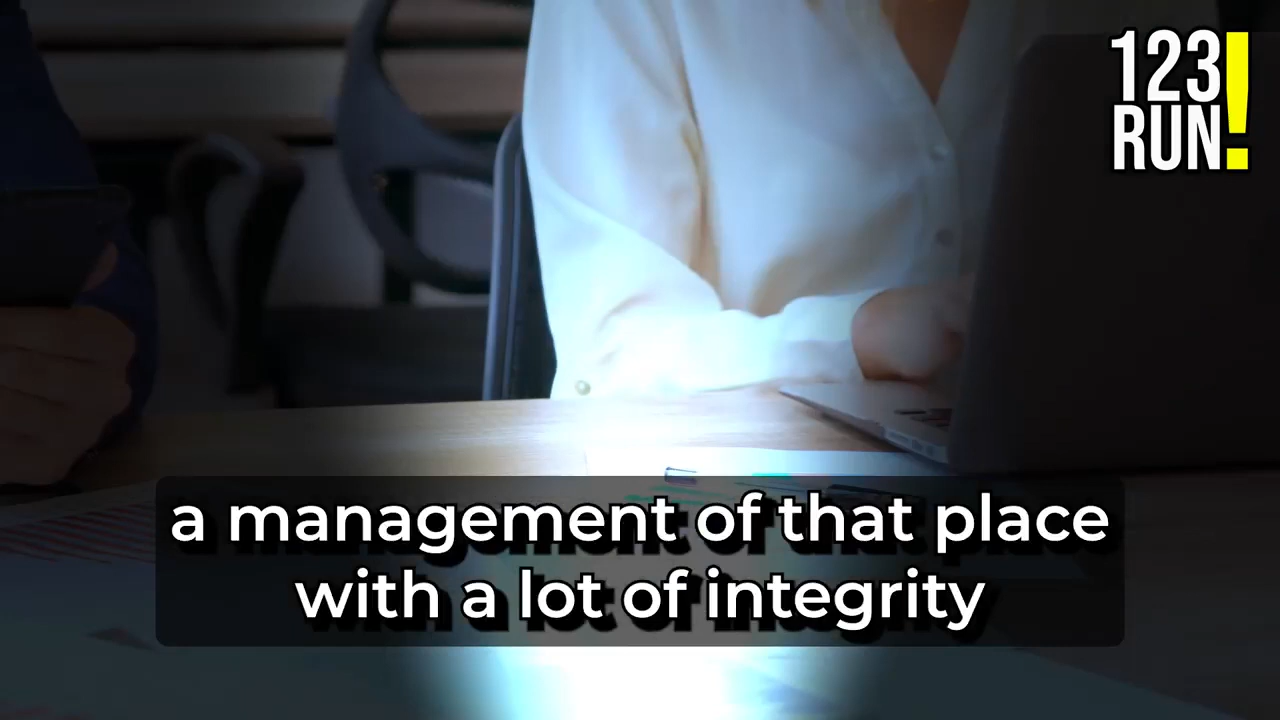 123
RUN!
a management of that place
with a lot of integrity